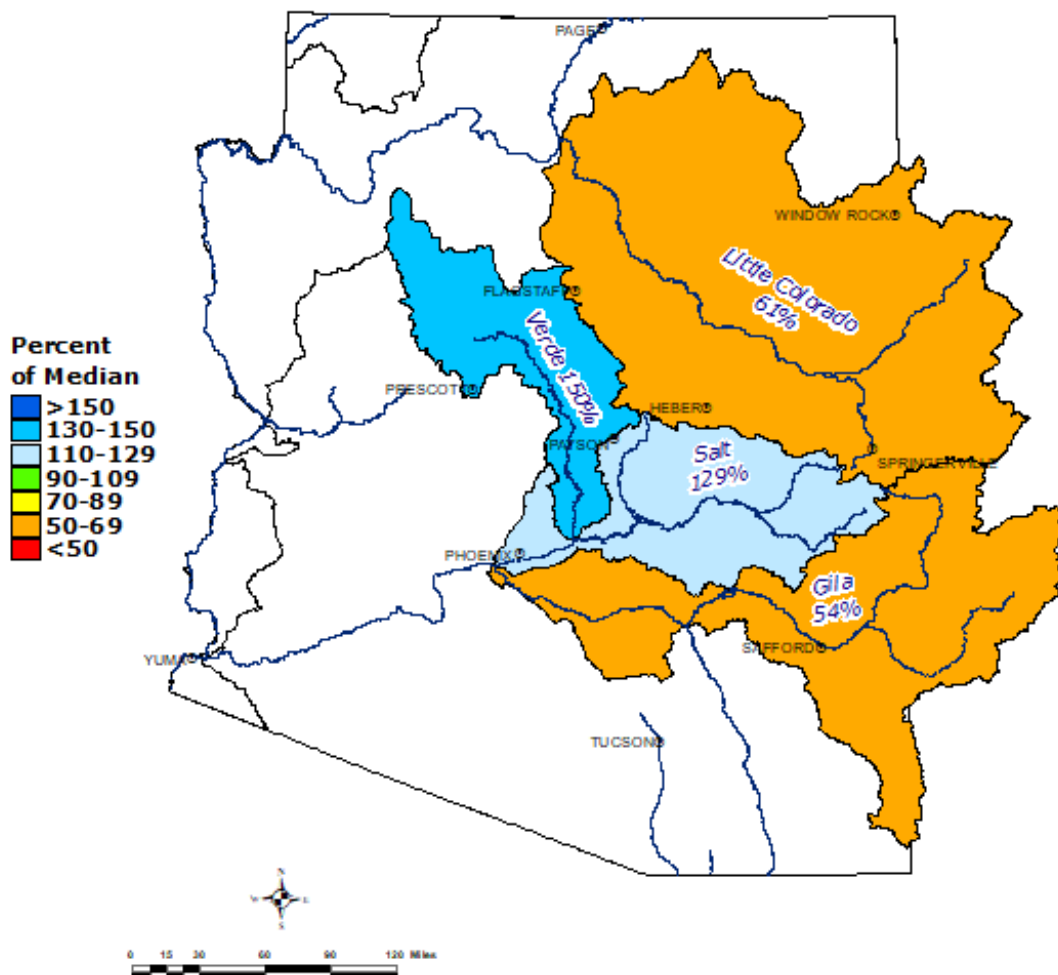 PAGE
WINDOW ROCK
Little Colorado
61%
FLAGSTAFF
Verde 150%
Percent
of Median
>150
130-150
110-129
90-109
70-89
50-69
<50
PRESCOTT
HEBER
PAYSON
Salt
129%
SPRINGERVILLE
PHOENIX
Gila
54%
SAFFORD
YUMA
TUCSON
N
W E
S
0 15 30 60 90 120 Miles